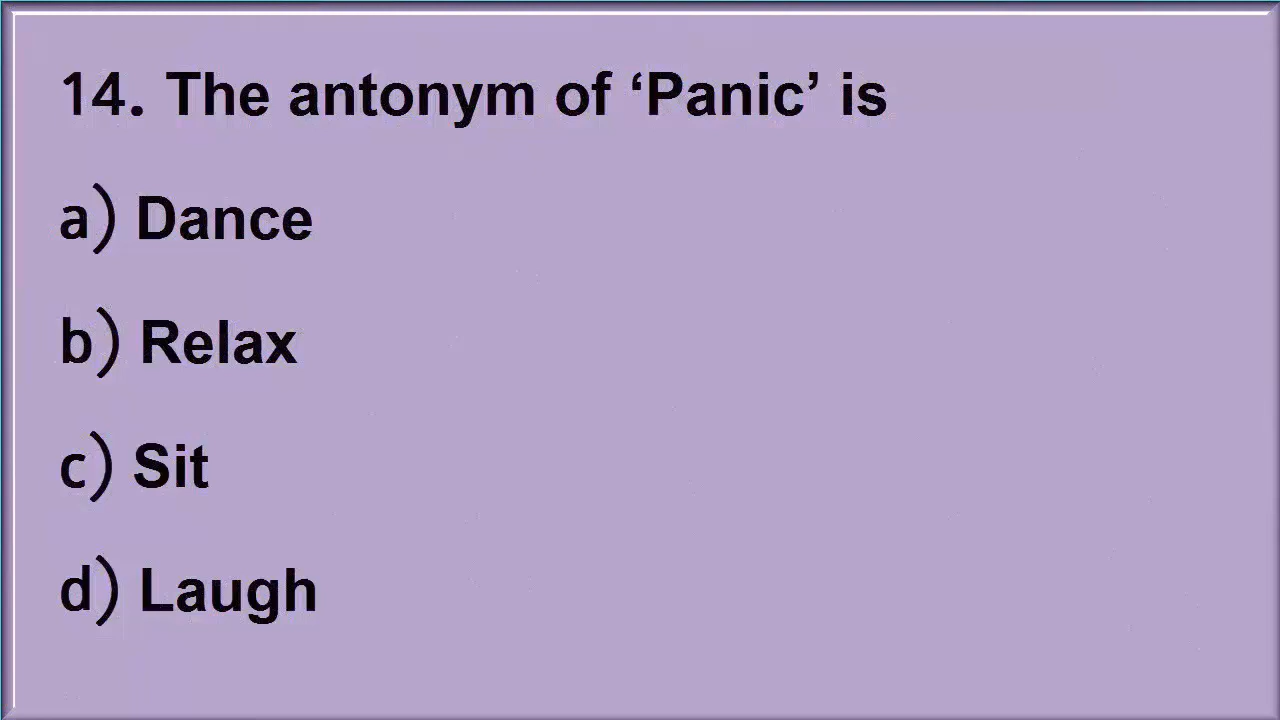 14. The antonym of ‘Panic’ is
a) Dance
b) Relax
c) Sit
d) Laugh